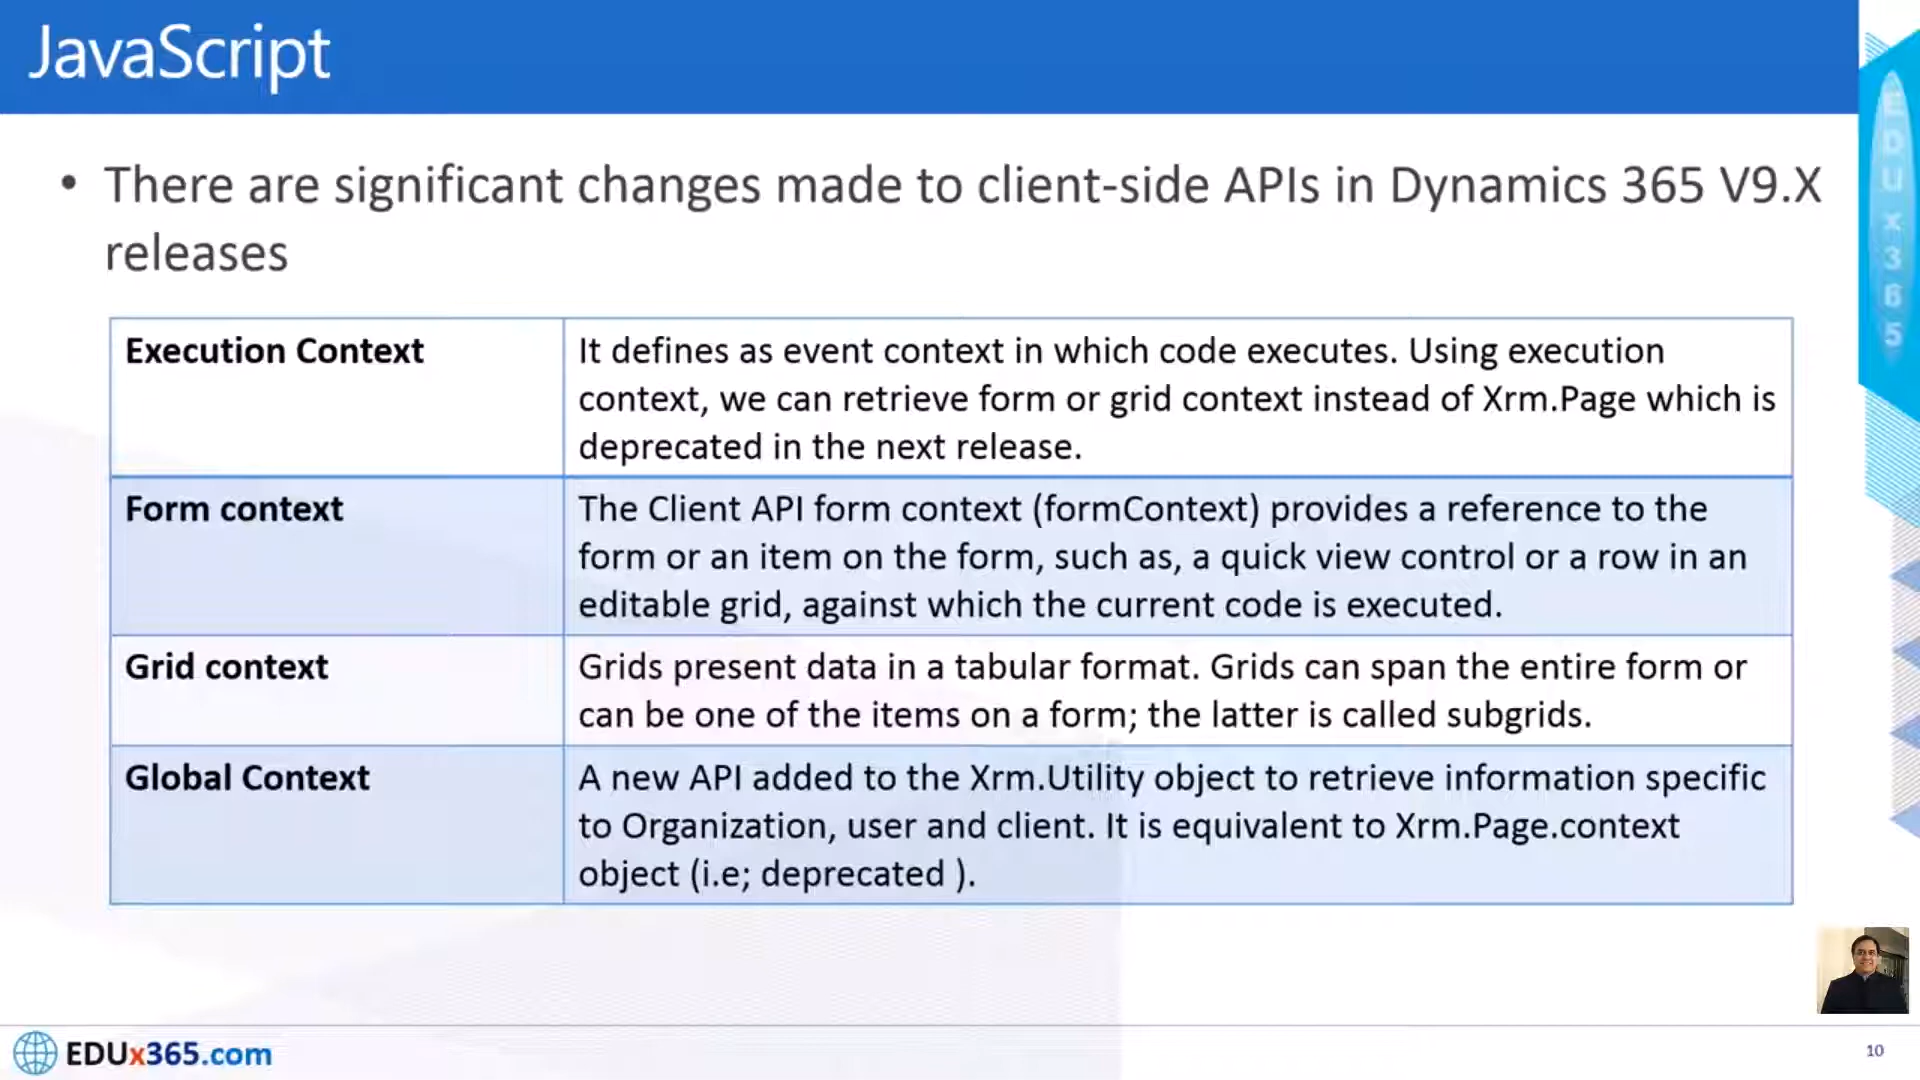 JavaScript
• There are significant changes made to client-side APIs in Dynamics 365 V9.X
releases
Execution Context
It defines as event context in which code executes. Using execution
context, we can retrieve form or grid context instead of Xrm.Page which is
deprecated in the next release.
Form context
The Client API form context (formContext) provides a reference to the
form or an item on the form, such as, a quick view control or a row in an
editable grid, against which the current code is executed.
Grid context
Grids present data in a tabular format. Grids can span the entire form or
can be one of the items on a form; the latter is called subgrids.
Global Context
A new API added to the Xrm.Utility object to retrieve information specific
to Organization, user and client. It is equivalent to Xrm.Page.context
object (i.e; deprecated ).
EDUx365
EDUx365.com
10